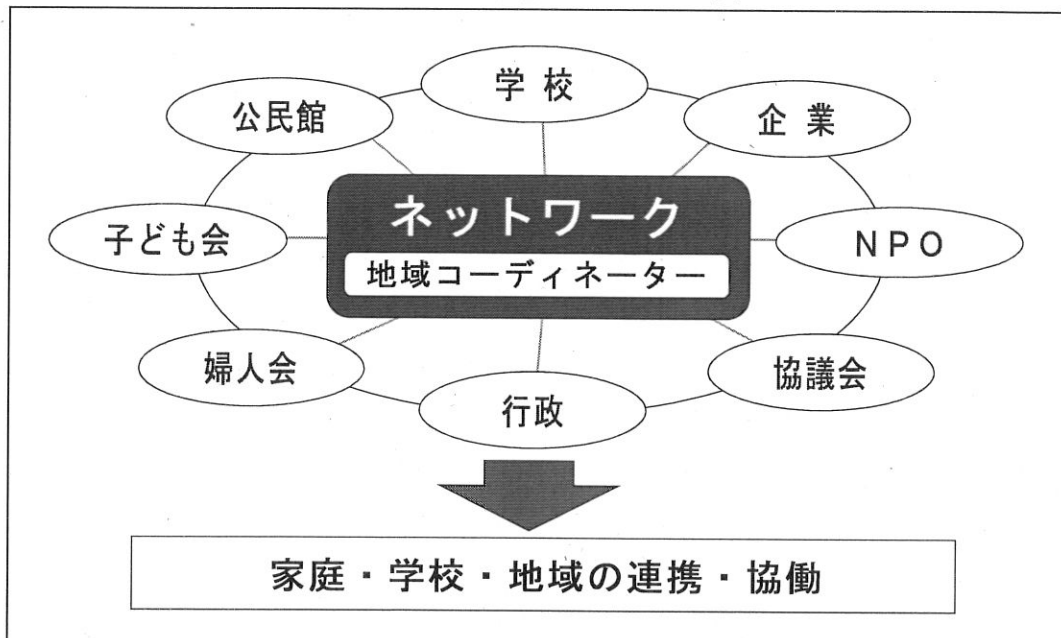 学校
公民館
企業
ネットワーク
子ども会
地域コーディネーター
NPO
婦人会
協議会
行政
家庭・学校・地域の連携・協働